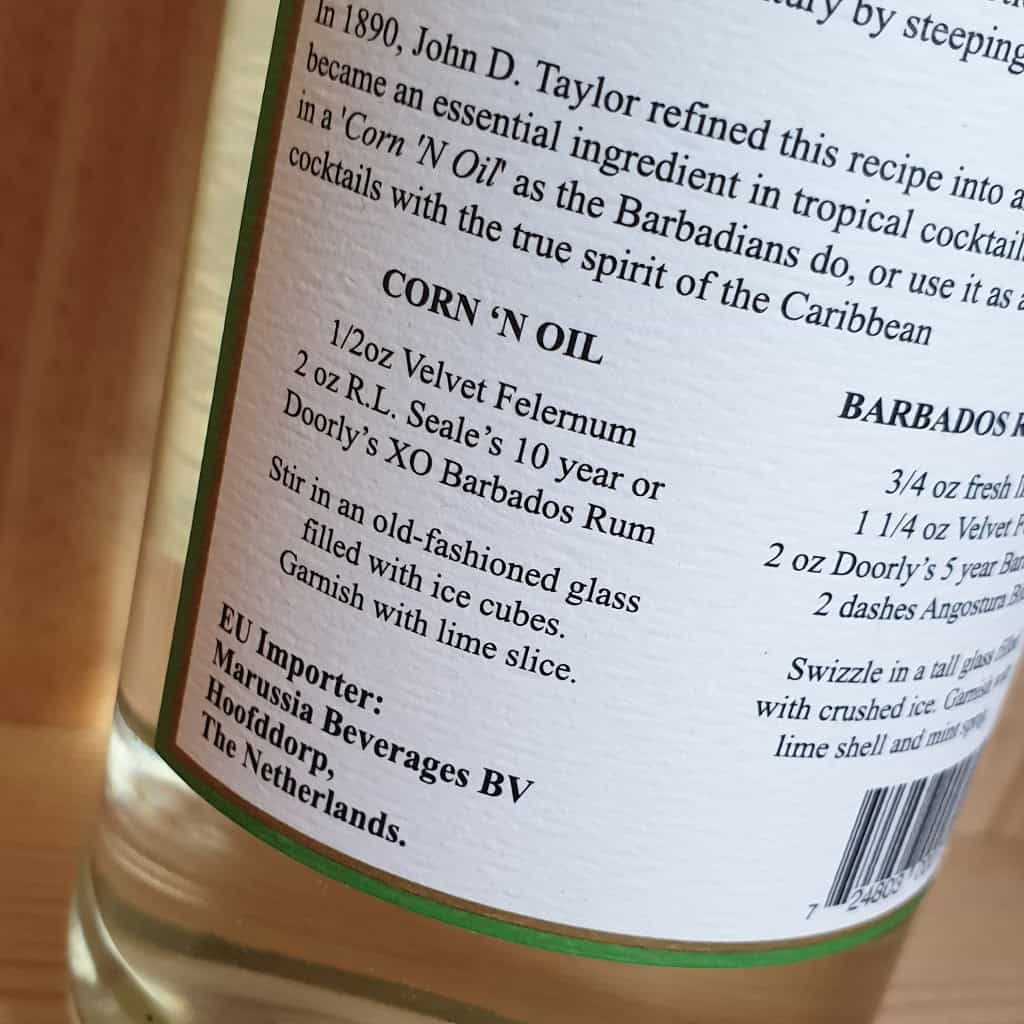 by steeping
In 1890, John D. Taylor refined this recipe into
became an essential ingredient in tropical
in a 'Corn 'N Oil' as the Barbadians do, or use it as
cocktails with the true spirit of the Caribbean
CORN ‘N OIL
1/2oz Velvet Felernum
2 oz R.L. Seale’s 10 year or
Doorly’s XO Barbados Rum
Stir in an old-fashioned glass
filled with ice cubes.
Garnish with lime slice.
EU Importer:
Marussia Beverages BV
Hoofddorp,
The Netherlands.
BARBADOS
3/4 oz fresh
1 1/4 oz Velvet
2 oz Doorly’s 5 year
2 dashes Angostura
Swizzle in a tall glass filled
with crushed ice. Garnish
lime shell and mint
7 24803